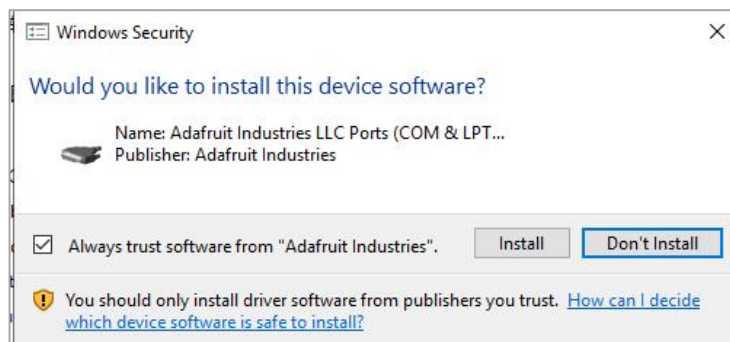 Windows Security
Would you like to install this device software?
Name: Adafruit Industries LLC Ports (COM & LPT...
Publisher: Adafruit Industries
Always trust software from "Adafruit Industries".
Install
Don't Install
You should only install driver software from publishers you trust. How can I decide
which device software is safe to install?